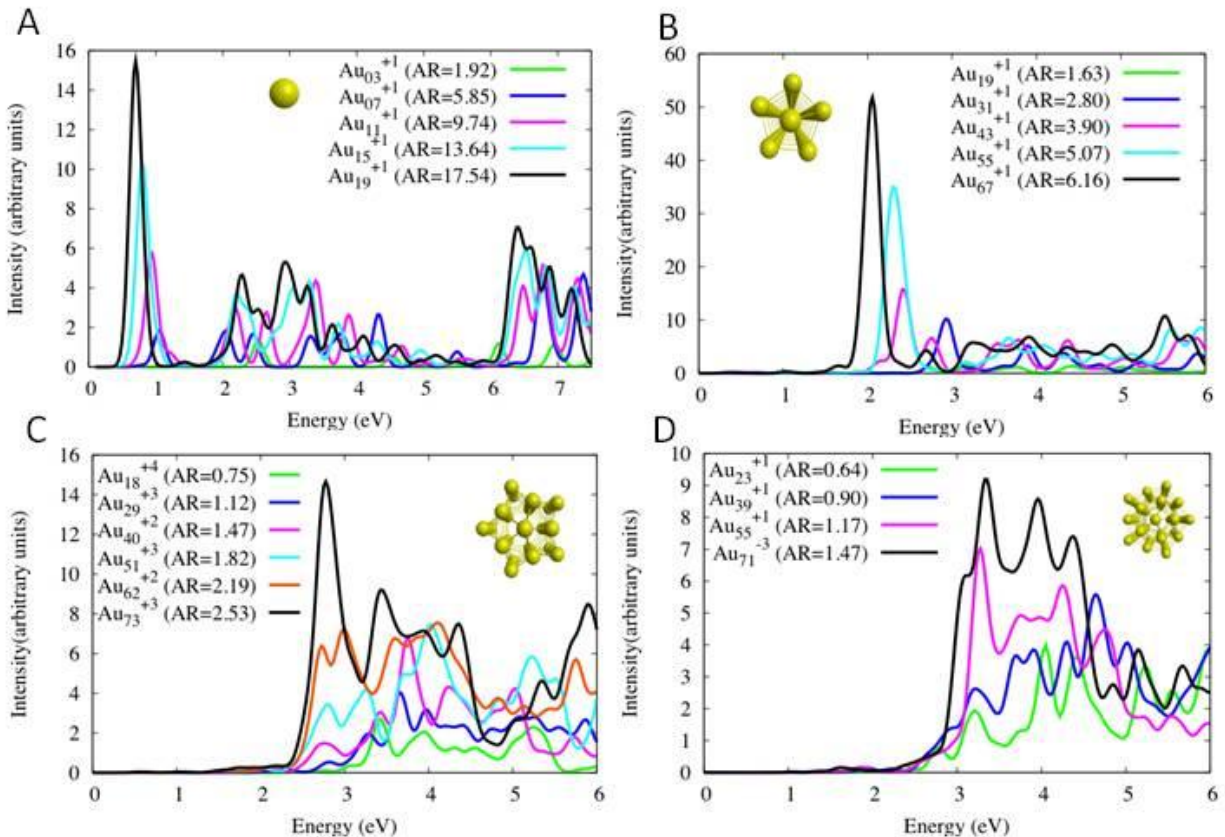 A
Intensity (arbitrary units)
16
14
12
10
8
6
4
2
0
Au03+1 (AR=1.92)
Au07+1 (AR=5.85)
Au11+1 (AR=9.74)
Au15+1 (AR=13.64)
Au19+1 (AR=17.54)
0 1 2 3 4 5 6 7
Energy (eV)
B
Intensity(arbitrary units)
60
50
40
30
20
10
0
Au19+1 (AR=1.63)
Au31+1 (AR=2.80)
Au43+1 (AR=3.90)
Au55+1 (AR=5.07)
Au67+1 (AR=6.16)
0 1 2 3 4 5 6
Energy (eV)
C
Intensity(arbitrary units)
16
14
12
10
8
6
4
2
0
Au18+4 (AR=0.75)
Au29+3 (AR=1.12)
Au40+2 (AR=1.47)
Au51+3 (AR=1.82)
Au62+2 (AR=2.19)
Au73+3 (AR=2.53)
0 1 2 3 4 5 6
Energy (eV)
D
Intensity(arbitrary units)
10
9
8
7
6
5
4
3
2
1
0
Au23+1 (AR=0.64)
Au39+1 (AR=0.90)
Au55+1 (AR=1.17)
Au71-3 (AR=1.47)
0 1 2 3 4 5 6
Energy (eV)